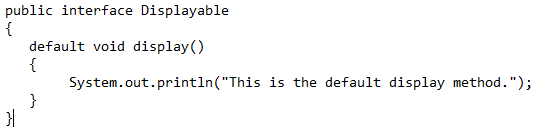 public interface Displayable
{
   default void display()
   {
        System.out.println("This is the default display method.");
   }
}